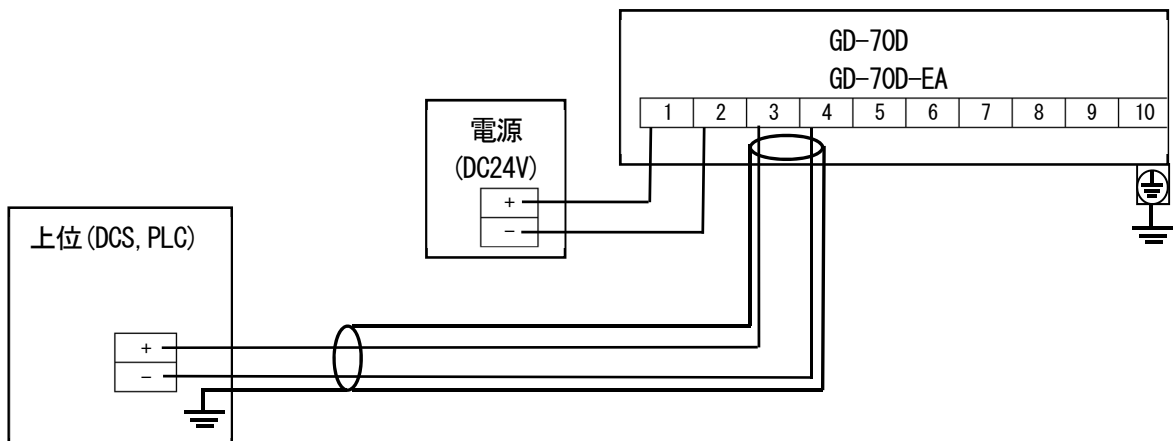 GD-70D
GD-70D-EA
1 2 3 4 5 6 7 8 9 10
電源
(DC24V)
+
-
上位(DCS, PLC)
+
-